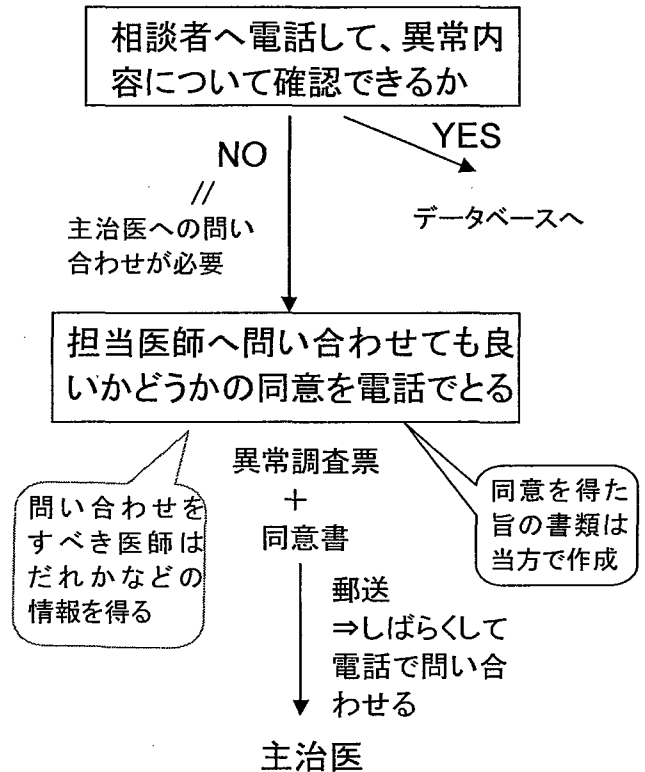 相談者へ電話して、異常内
容について確認できるか
YES
NO
//
主治医への問い
合わせが必要
データベースへ
担当医師へ問い合わせても良
いかどうかの同意を電話でとる
異常調査票
+
同意書
問い合わせを
すべき医師は
だれかなどの
情報を得る
同意を得た
旨の書類は
当方で作成
郵送
⇒しばらくして
電話で問い合
わせる
主治医